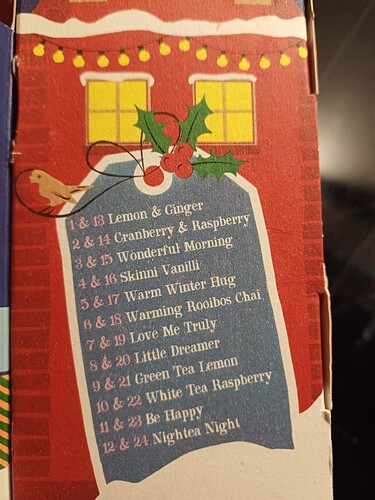 1 & 13 Lemon & Ginger
2 & 14 Cranberry & Raspberry
3 & 15 Wonderful Morning
4 & 16 Skinni Vanilli
5 & 17 Warm Winter Hug
6 & 18 Warming Rooibos Chai
7 & 19 Love Me Truly
8 & 20 Little Dreamer
9 & 21 Green Tea Lemon
10 & 22 White Tea Raspberry
11 & 23 Be Happy
12 & 24 Nightea Night